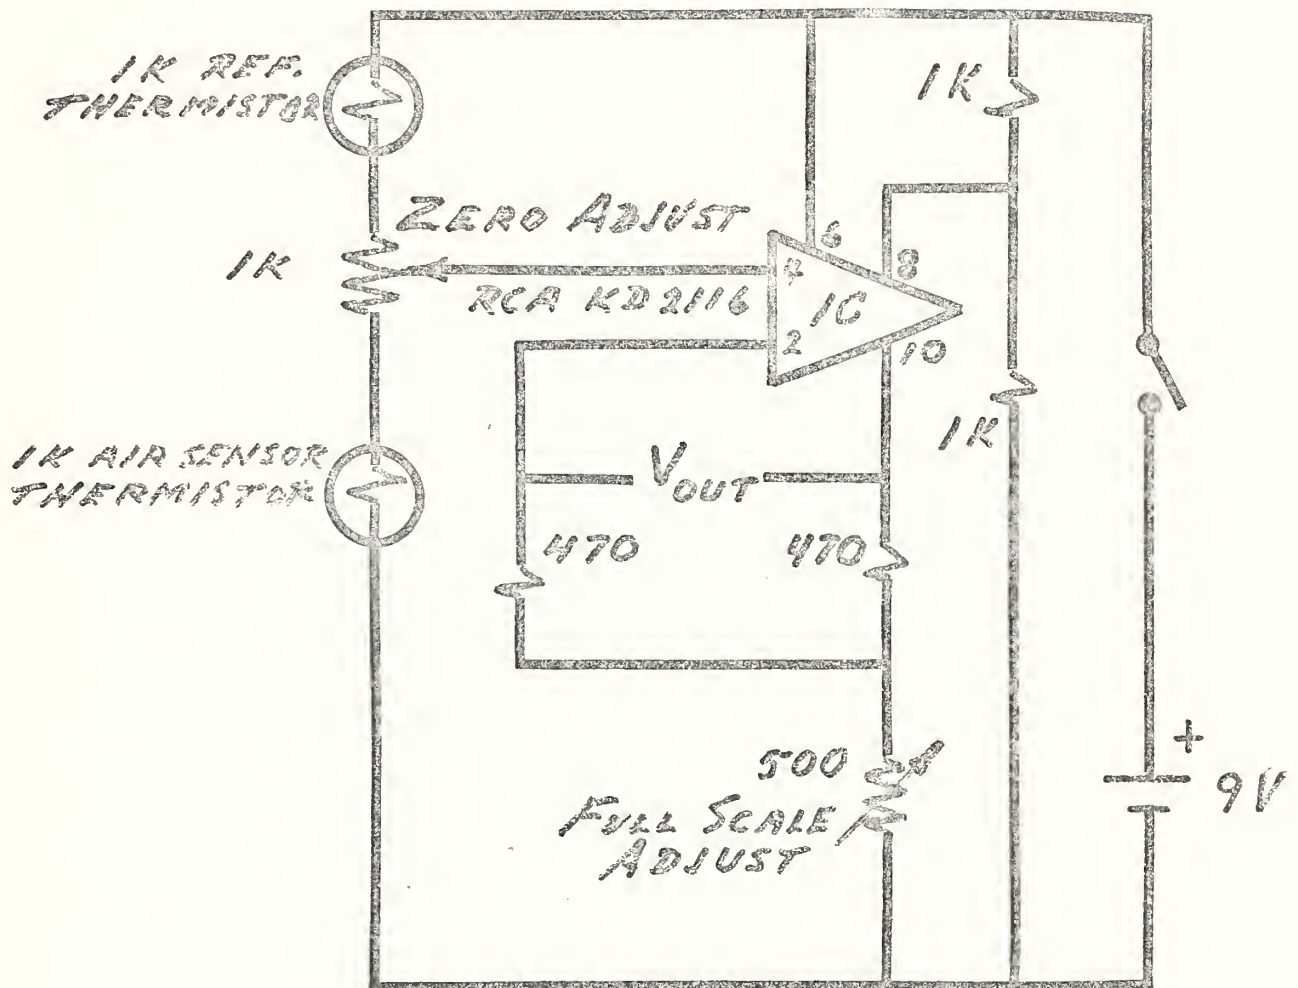 1K REF.
THERMISTOR
1K
ZERO ADJUST
1K
RCA KD2116
6
8
4
IC
2
10
1K
1K AIR SENSOR
THERMISTOR
VOUT
470
470
500
FULL SCALE
ADJUST
+
9V